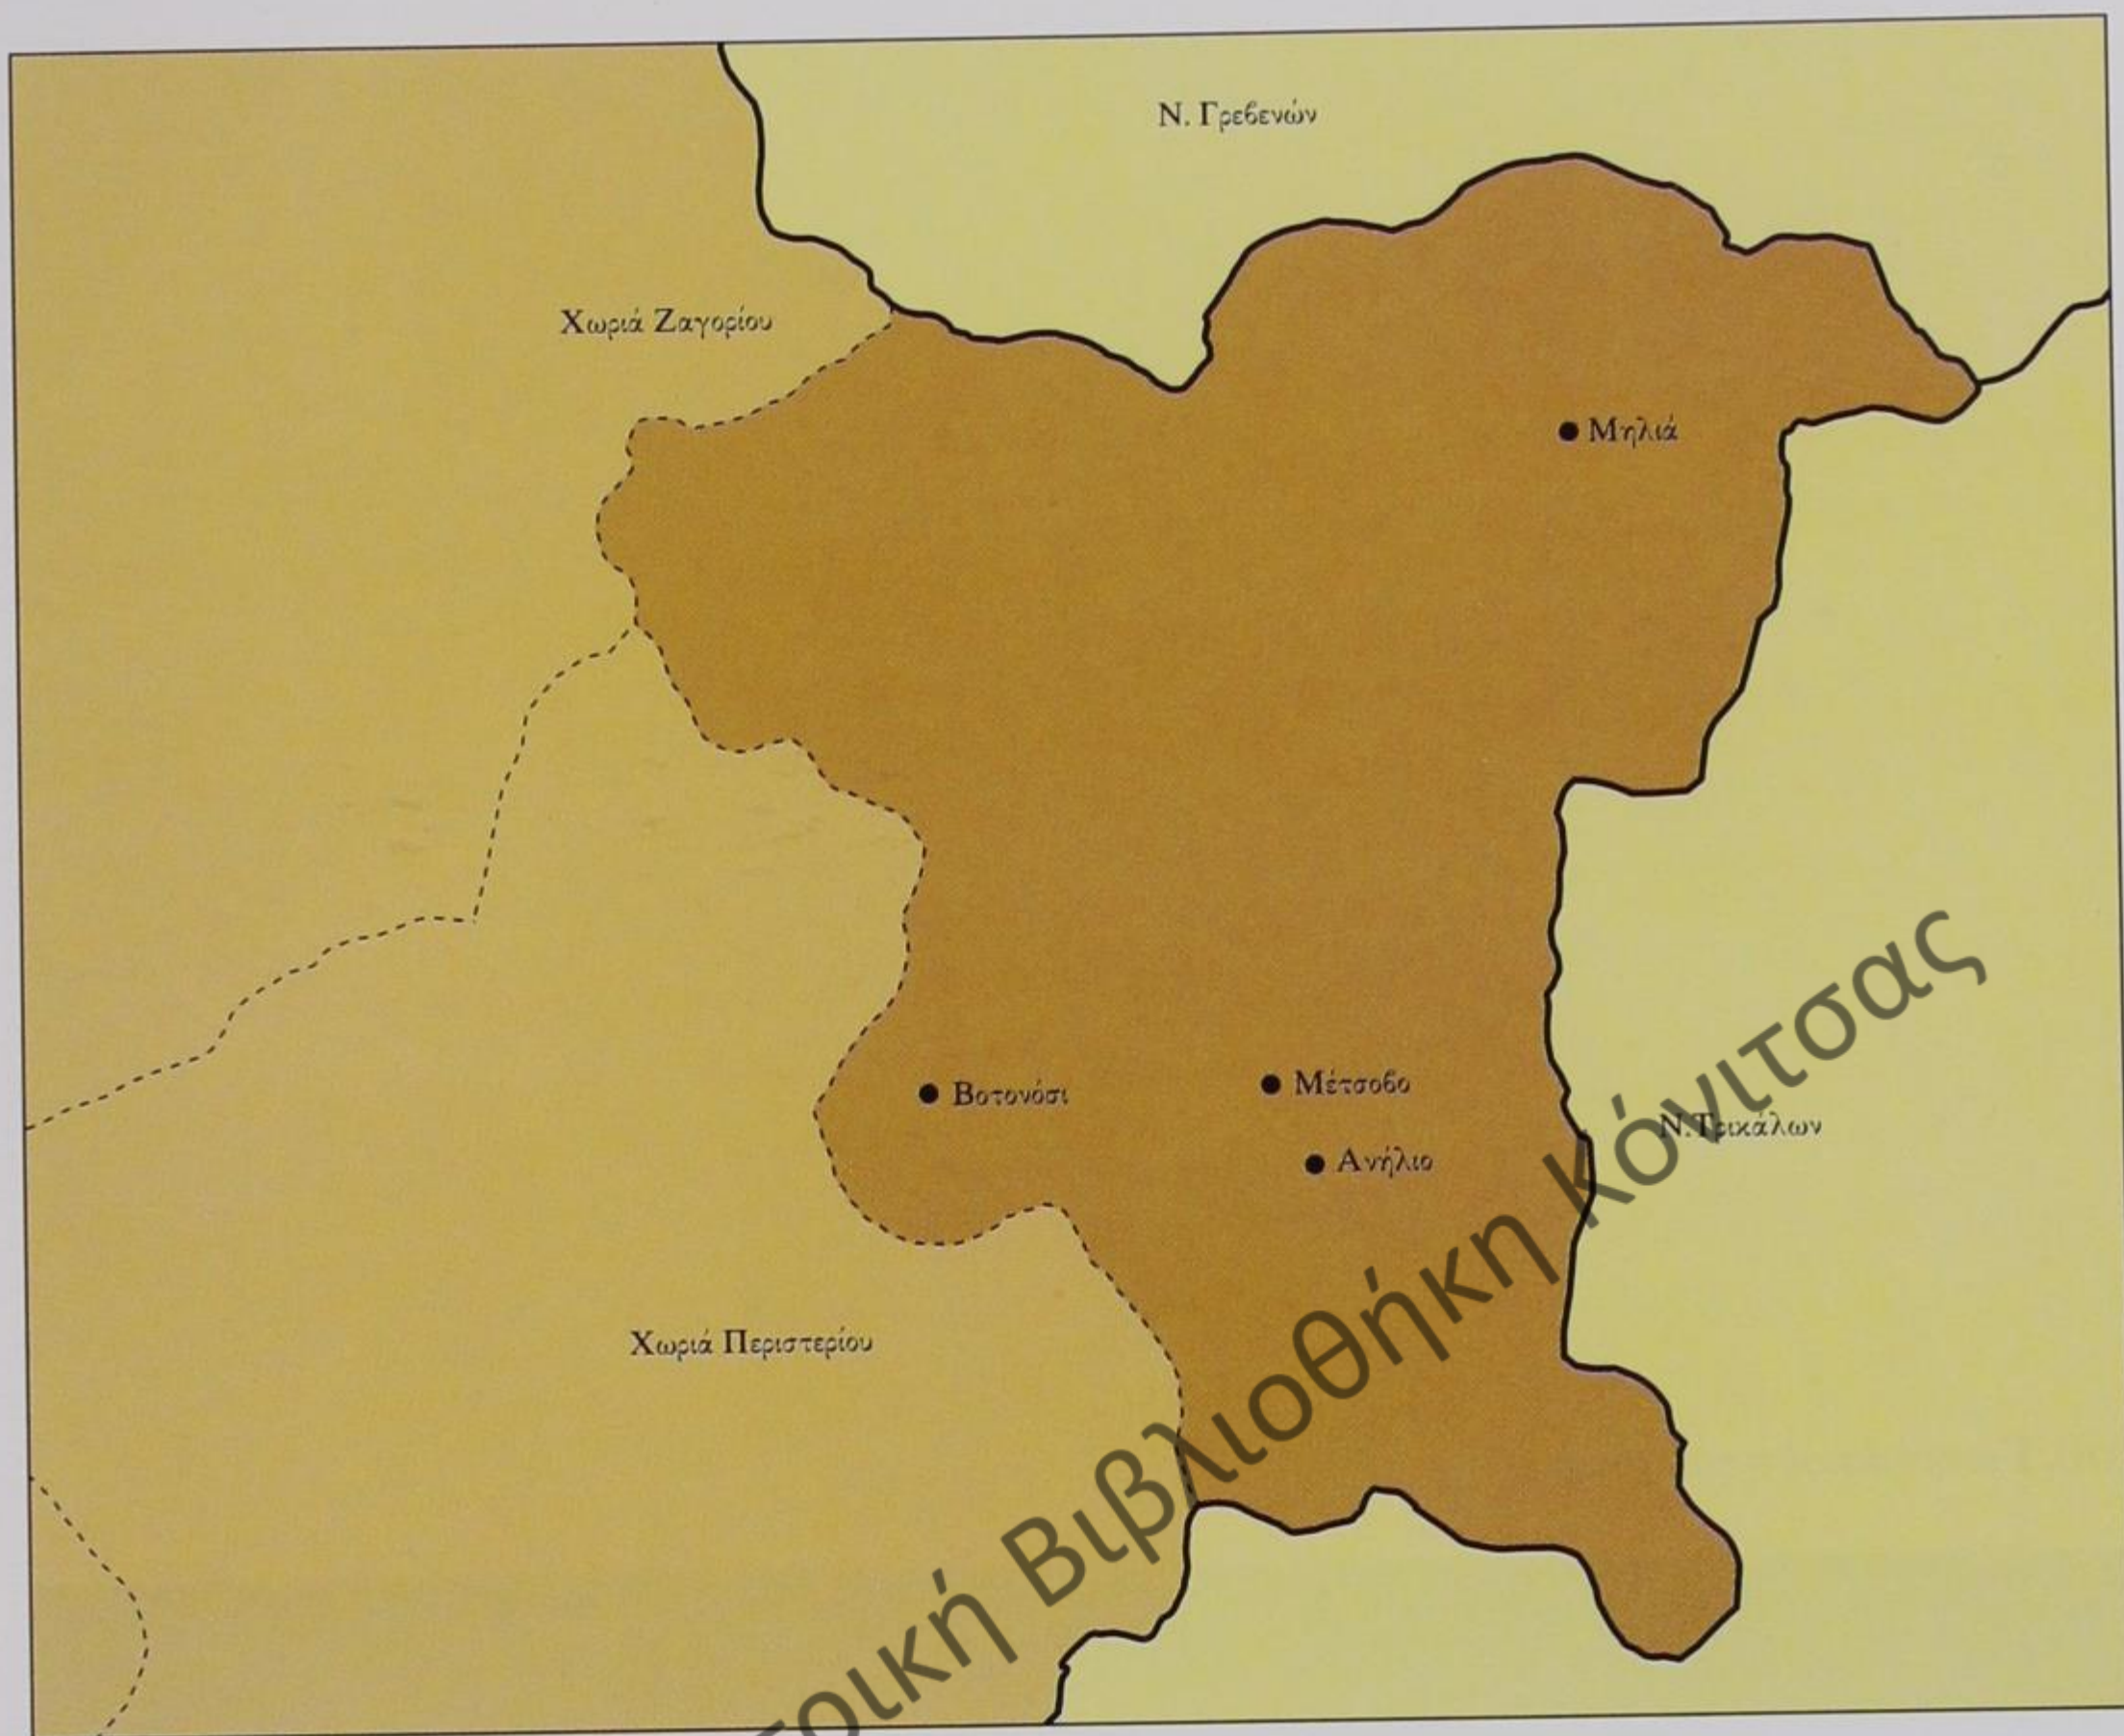 Ν. Γρεβενών
Χωριά Ζαγορίου
Μηλιά
Βοτονόσι
Μέτσοβο
Ανήλιο
Ν.Τρικάλων
Χωριά Περιστερίου
Βιβλιοθήκη Κόνιτσας